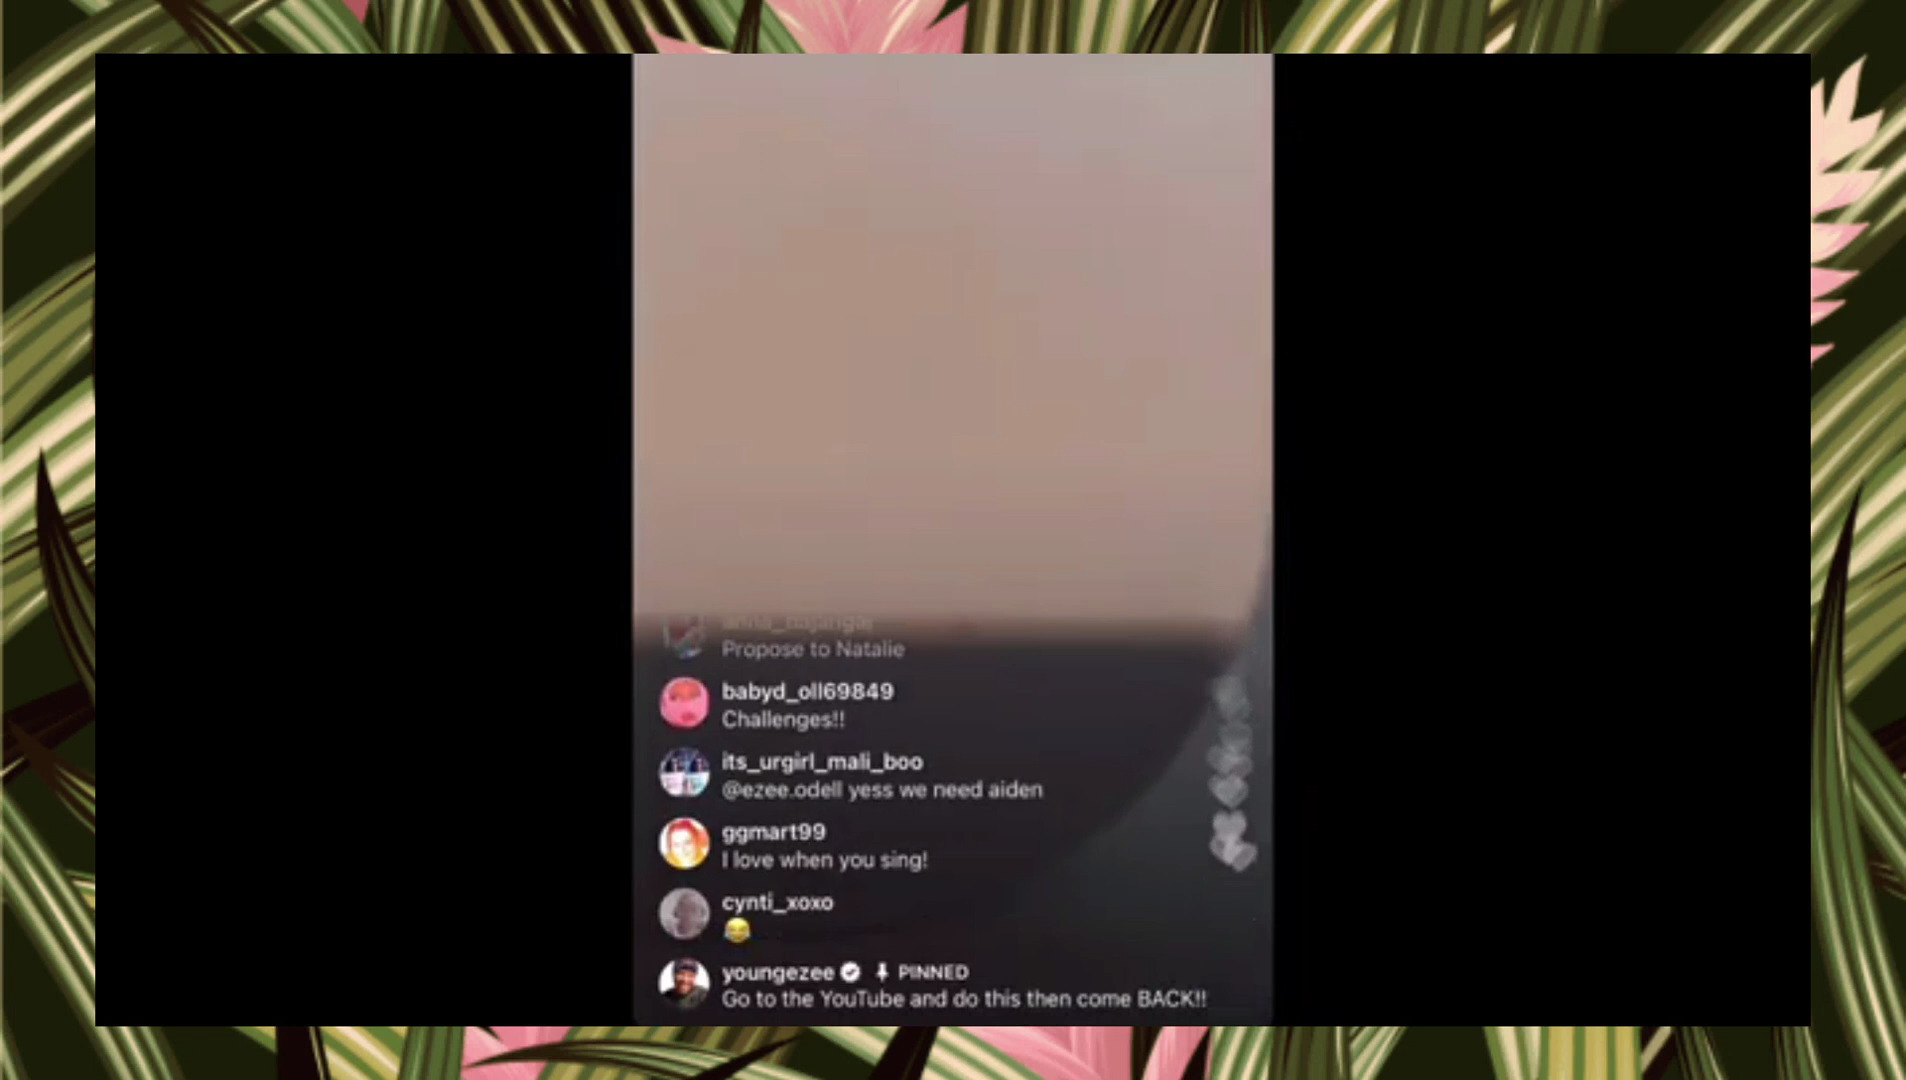 Propose to Natalie
babyd_oll69849
Challenges!!
its_urgirl_mali_boo
@ezee.odell yess we need aiden
ggmart99
I love when you sing!
cynti_xoxo
😂
youngezee PINNED
Go to the YouTube and do this then come BACK!!